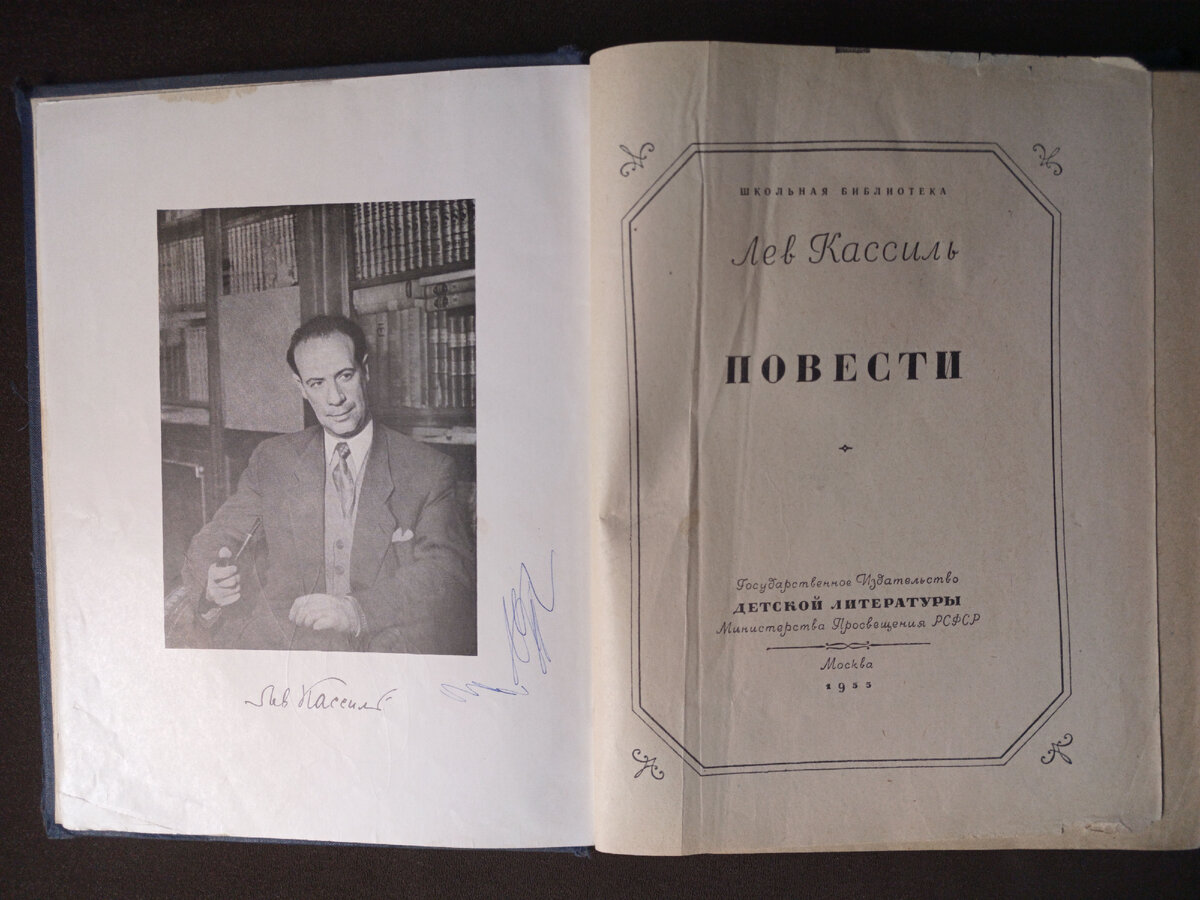 Лев Кассиль
ШКОЛЬНАЯ БИБЛИОТЕКА
Лев Кассиль
ПОВЕСТИ
Государственное Издательство
ДЕТСКОЙ ЛИТЕРАТУРЫ
Министерства Просвещения РСФСР
Москва
1955